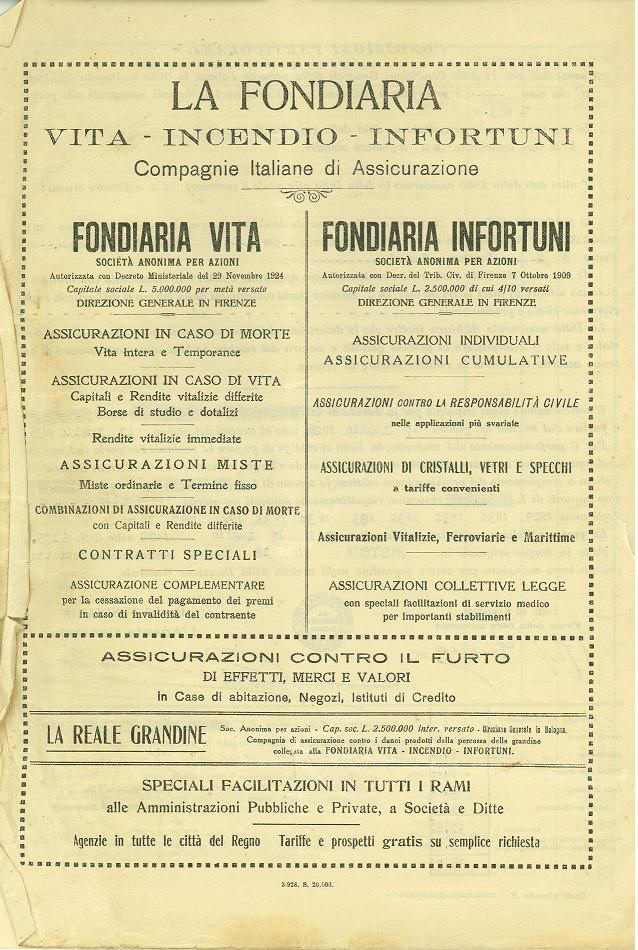 LA FONDIARIA
VITA - INCENDIO - INFORTUNI
Compagnie Italiane di Assicurazione
FONDIARIA VITA
SOCIETÀ ANONIMA PER AZIONI
Autorizzata con Decreto Ministeriale del 29 Novembre 1924
Capitale sociale L. 5.000.000 per metà versato
DIREZIONE GENERALE IN FIRENZE
ASSICURAZIONI IN CASO DI MORTE
Vita intera e Temporanee
ASSICURAZIONI IN CASO DI VITA
Capitali e Rendite vitalizie differite
Borse di studio e dotalizi
Rendite vitalizie immediate
ASSICURAZIONI MISTE
Miste ordinarie e Termine fisso
COMBINAZIONI DI ASSICURAZIONE IN CASO DI MORTE
con Capitali e Rendite differite
CONTRATTI SPECIALI
ASSICURAZIONE COMPLEMENTARE
per la cessazione del pagamento dei premi
in caso di invalidità del contraente
FONDIARIA INFORTUNI
SOCIETÀ ANONIMA PER AZIONI
Autorizzata con Decr. del Trib. Civ. di Firenze 7 Ottobre 1909
Capitale sociale L. 2.500.000 di cui 4/10 versati
DIREZIONE GENERALE IN FIRENZE
ASSICURAZIONI INDIVIDUALI
ASSICURAZIONI CUMULATIVE
ASSICURAZIONI CONTRO LA RESPONSABILITÀ CIVILE
nelle applicazioni più svariate
ASSICURAZIONI DI CRISTALLI, VETRI E SPECCHI
a tariffe convenienti
Assicurazioni Vitalizie, Ferroviarie e Marittime
ASSICURAZIONI COLLETTIVE LEGGE
con speciali facilitazioni di servizio medico
per importanti stabilimenti
ASSICURAZIONI CONTRO IL FURTO
DI EFFETTI, MERCI E VALORI
in Case di abitazione, Negozi, Istituti di Credito
LA REALE GRANDINE
Soc. Anonima per azioni - Cap. soc. L. 2.500.000 inter. versato - Direzione Generale in Bologna.
Compagnia di assicurazione contro i danni prodotti della percossa della grandine
collegata alla FONDIARIA VITA - INCENDIO - INFORTUNI.
SPECIALI FACILITAZIONI IN TUTTI I RAMI
alle Amministrazioni Pubbliche e Private, a Società e Ditte
Agenzie in tutte le città del Regno Tariffe e prospetti gratis su semplice richiesta
2-928. S. 20.000.